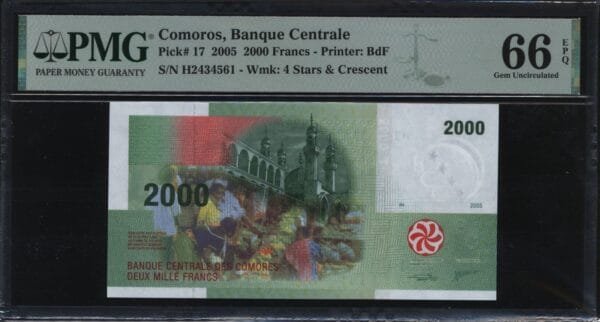 PMG
PAPER MONEY GUARANTY
Comoros, Banque Centrale
Pick# 17 2005 2000 Francs - Printer: BdF
S/N H2434561 - Wmk: 4 Stars & Crescent
66 EPQ
Gem Uncirculated
2000
2000
2005
BANQUE CENTRALE DES COMORES
DEUX MILLE FRANCS